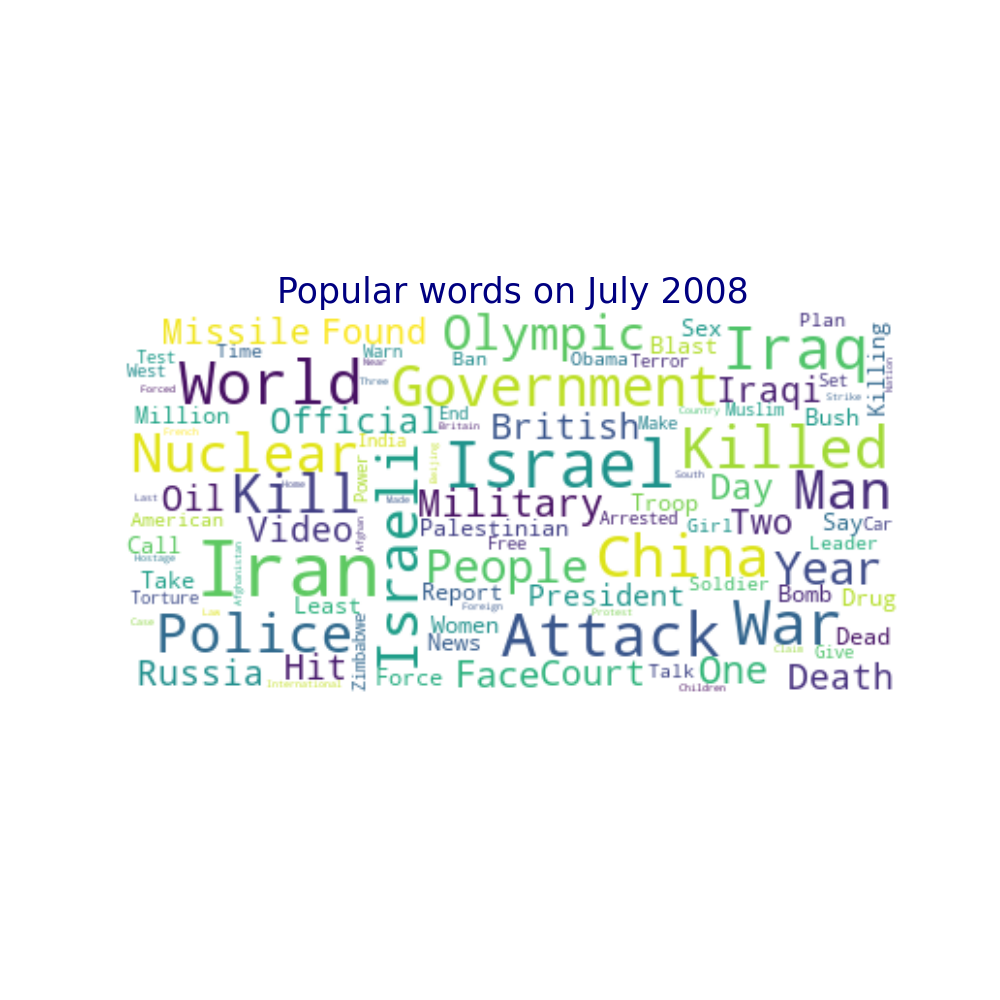 Popular words on July 2008
Missile Found Olympic Sex Plan Iraq Killing
Test Time Warn Ban Obama Blast Terror
West Near
Forced World Three Government Iraqi Set Strike Nation
Million Official End British Make Country Muslim Bush
Britain
French India
Nuclear Power Israeli Beijing Israel Killed
South
Last Oil Kill Home Made Military Troop Day Man
American Video Afghan Palestinian Arrested Girl Two Say Car
Call Free Leader
Hostage Iran Afghanistan People China Year
Take Soldier
Torture Report President Bomb Drug
Least Foreign Protest
Case Law Police Zimbabwe Women Attack War Dead
News Claim Give
Russia Hit Force Face Court Talk One Death
International Children